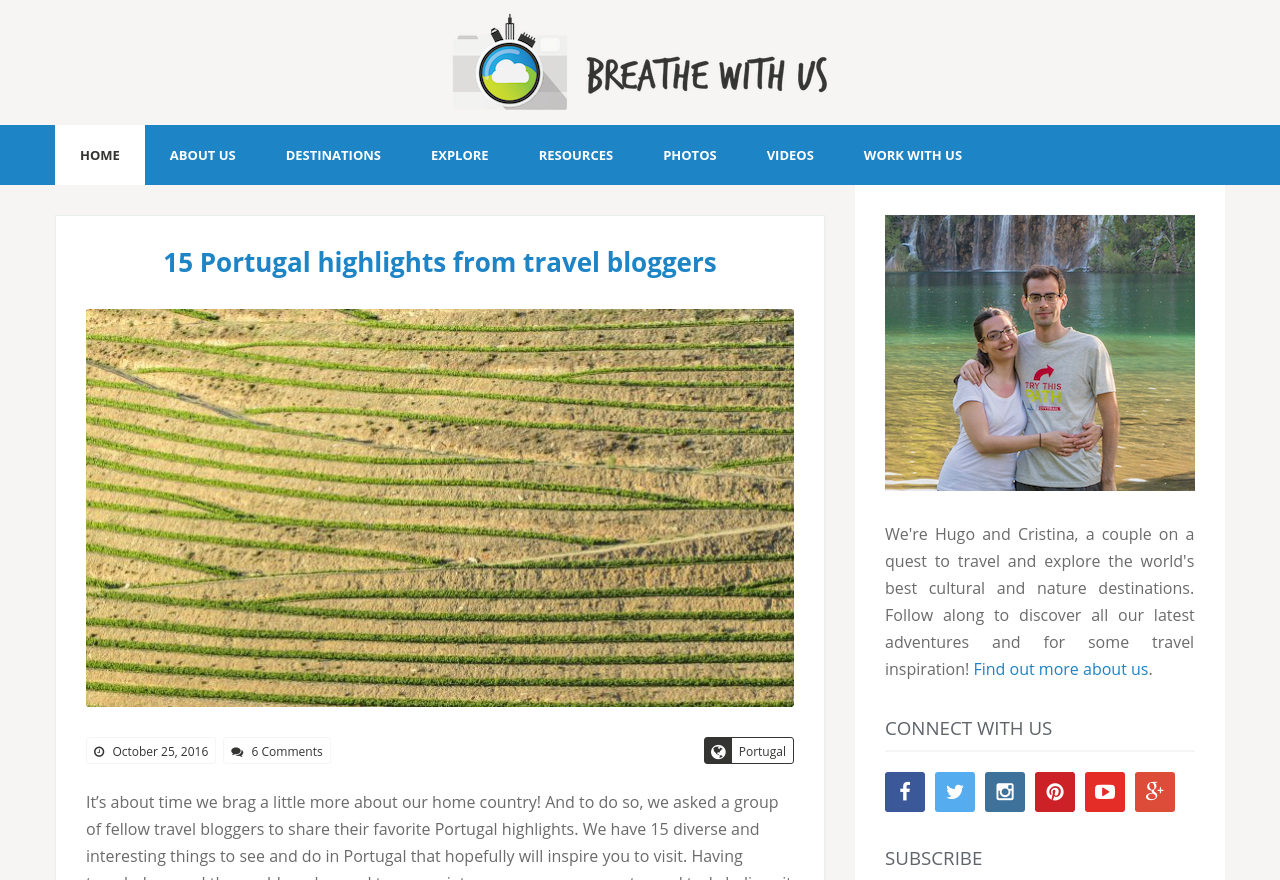 BREATHE WITH US
HOME
ABOUT US
DESTINATIONS
EXPLORE
RESOURCES
PHOTOS
VIDEOS
WORK WITH US
15 Portugal highlights from travel bloggers
October 25, 2016
6 Comments
Portugal
It’s about time we brag a little more about our home country! And to do so, we asked a group
of fellow travel bloggers to share their favorite Portugal highlights. We have 15 diverse and
interesting things to see and do in Portugal that hopefully will inspire you to visit. Having
TRY THIS
PATH
We're Hugo and Cristina, a couple on a
quest to travel and explore the world's
best cultural and nature destinations.
Follow along to discover all our latest
adventures and for some travel
inspiration! Find out more about us.
CONNECT WITH US
SUBSCRIBE